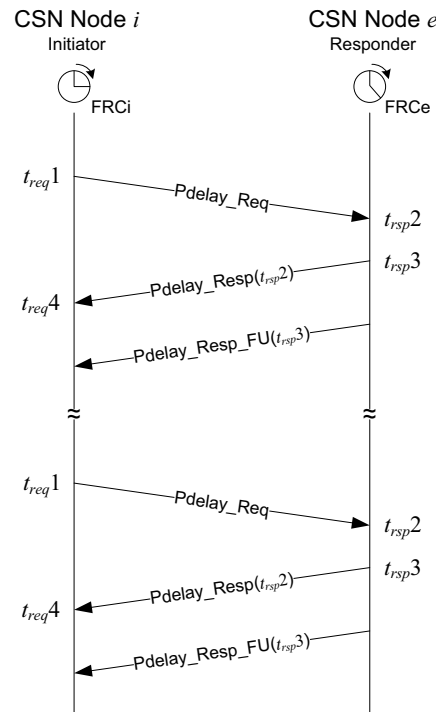 CSN Node i CSN Node e
Initiator Responder
FRCi FRCe
treq1
Pdelay_Req
trsp2
trsp3
Pdelay_Resp(trsp2)
treq4
Pdelay_Resp_FU(trsp3)
≈ ≈
treq1
Pdelay_Req
trsp2
trsp3
Pdelay_Resp(trsp2)
treq4
Pdelay_Resp_FU(trsp3)